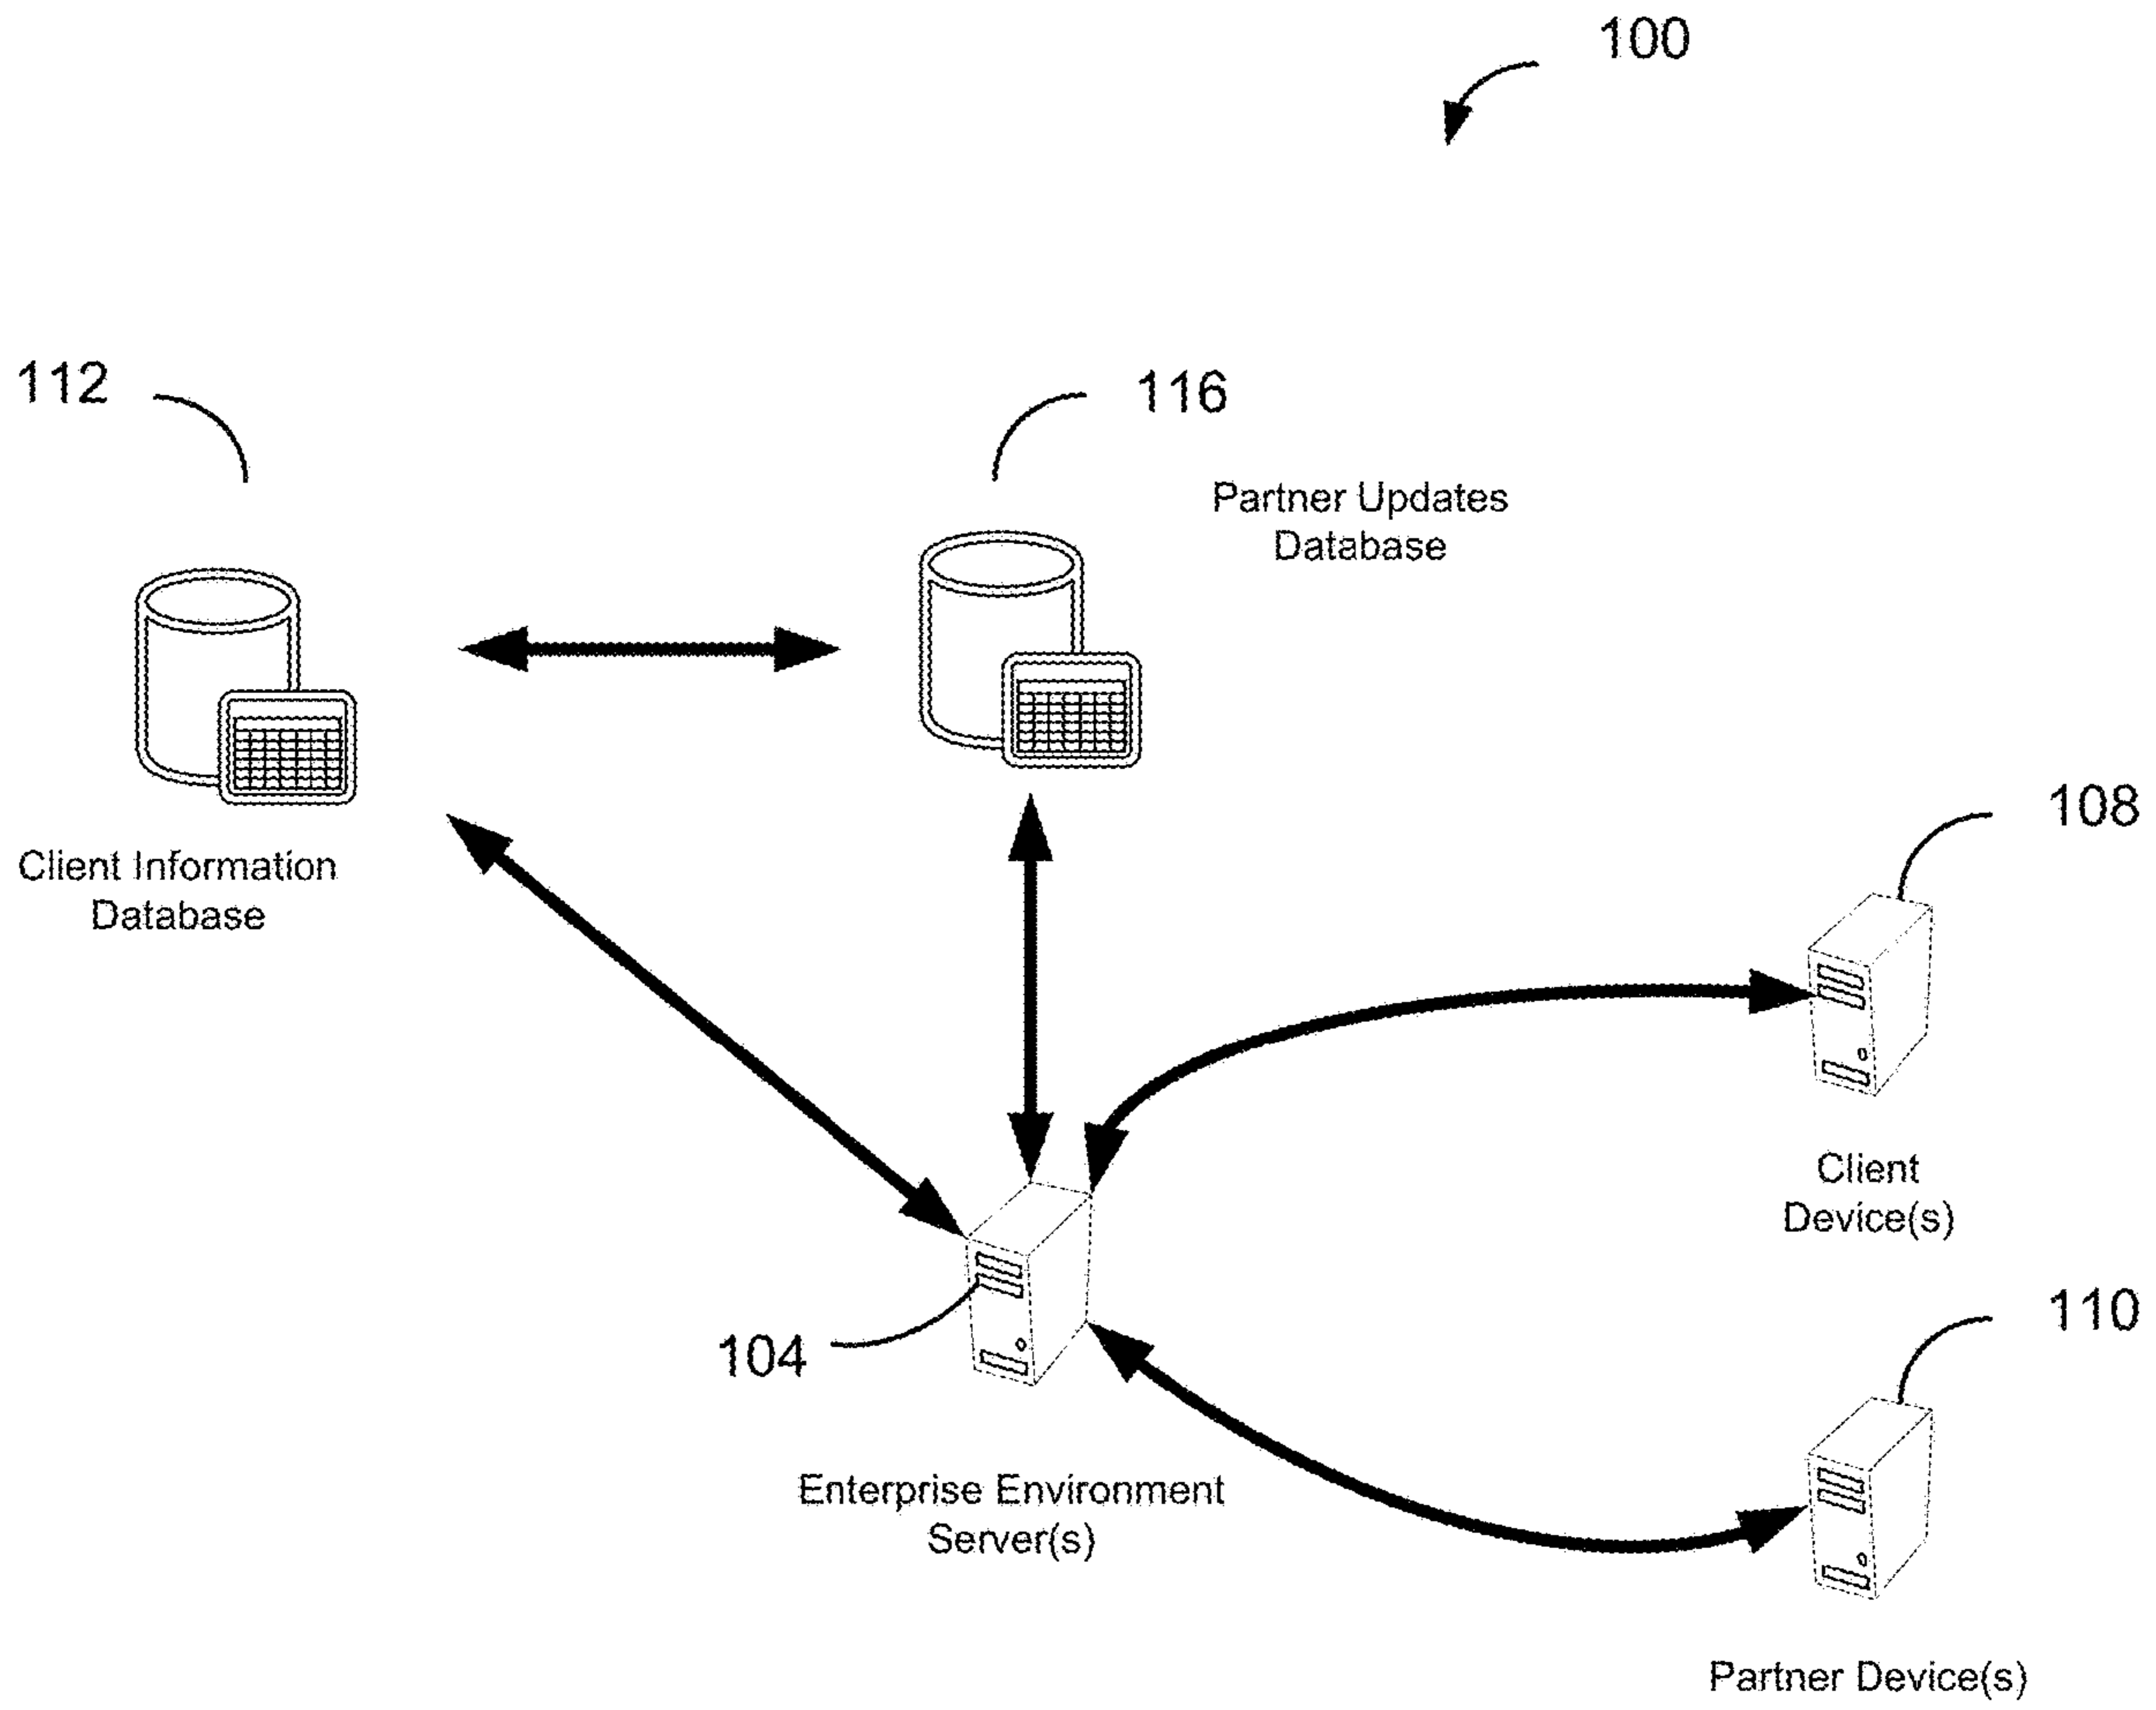 100
112
116
Partner Updates
Database
108
Client Information
Database
Client
Device(s)
104
110
Enterprise Environment
Server(s)
Partner Device(s)